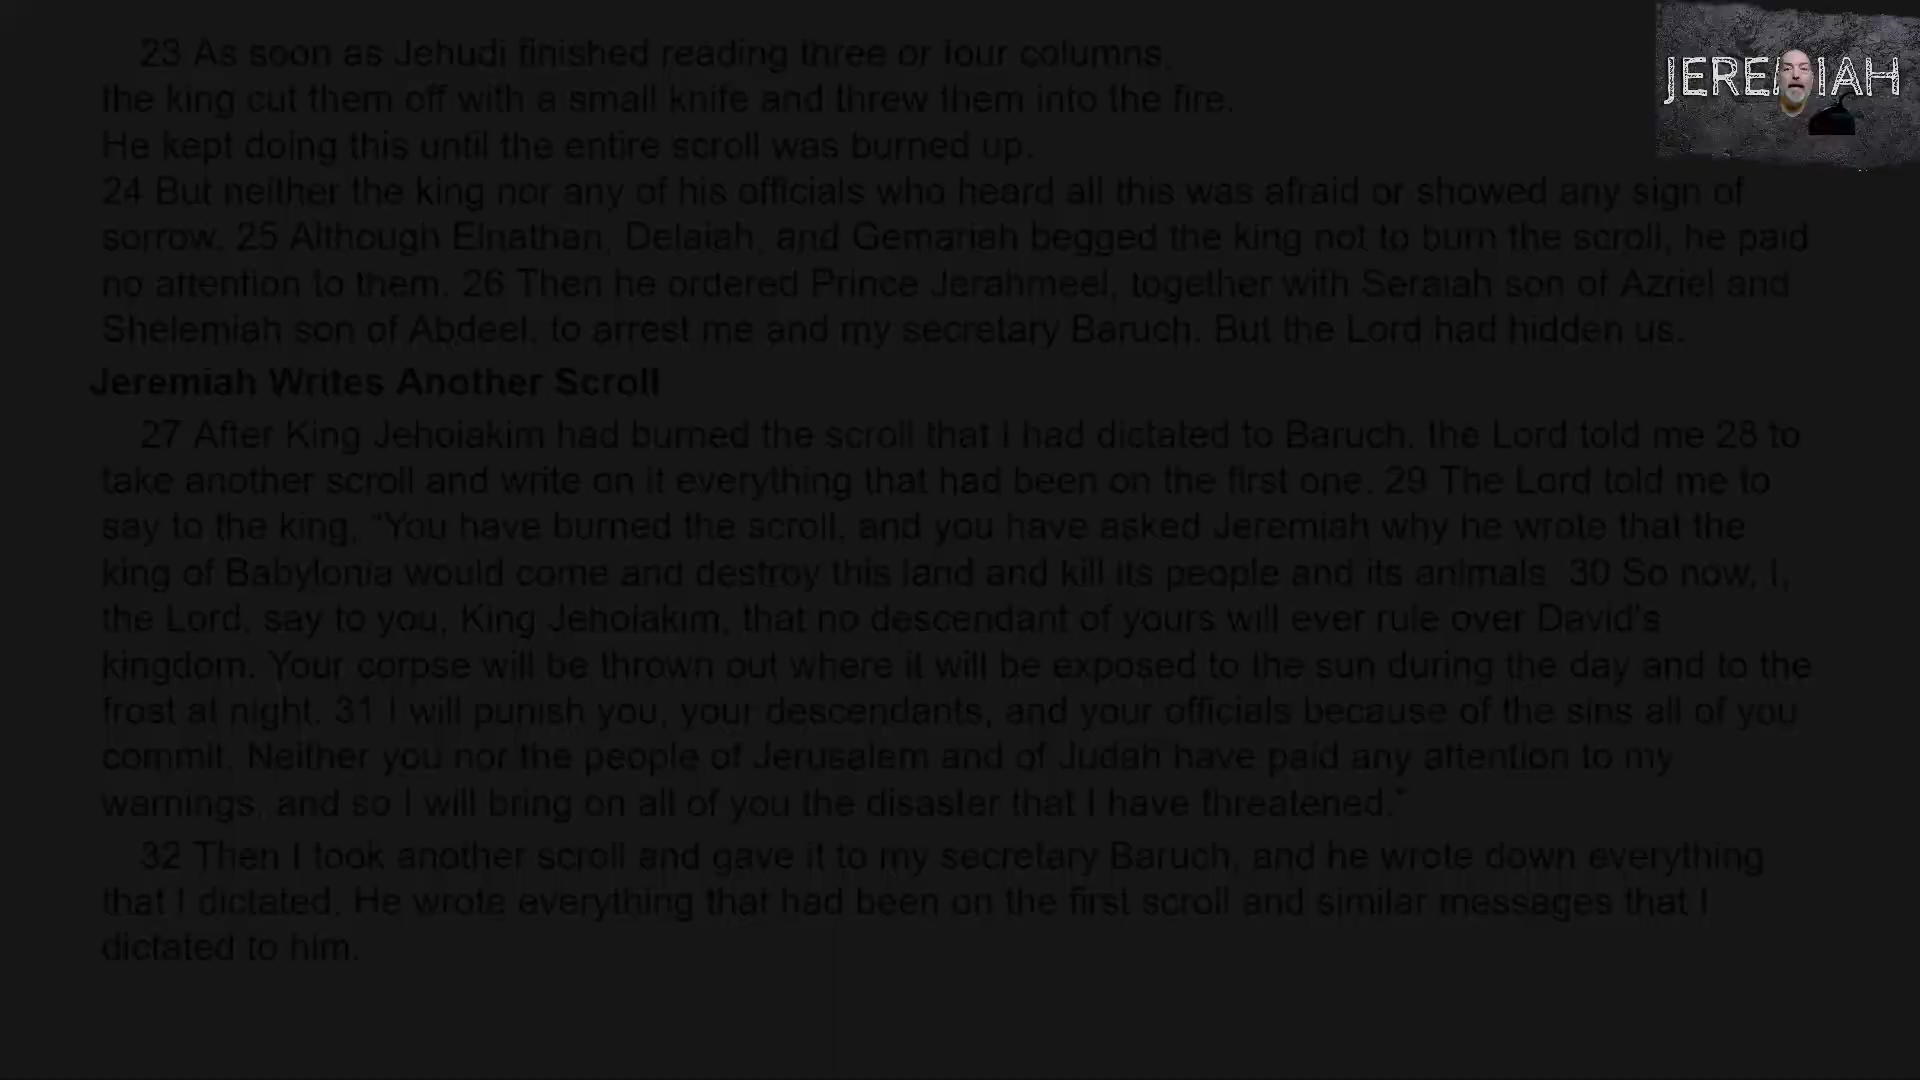 JEREMIAH
23 As soon as Jehudi finished reading three or four columns,
the king cut them off with a small knife and threw them into the fire.
He kept doing this until the entire scroll was burned up.
24 But neither the king nor any of his officials who heard all this was afraid or showed any sign of
sorrow. 25 Although Elnathan, Delaiah, and Gemariah begged the king not to burn the scroll, he paid
no attention to them. 26 Then he ordered Prince Jerahmeel, together with Seraiah son of Azriel and
Shelemiah son of Abdeel, to arrest me and my secretary Baruch. But the Lord had hidden us.
Jeremiah Writes Another Scroll
27 After King Jehoiakim had burned the scroll that I had dictated to Baruch, the Lord told me 28 to
take another scroll and write on it everything that had been on the first one. 29 The Lord told me to
say to the king, “You have burned the scroll, and you have asked Jeremiah why he wrote that the
king of Babylonia would come and destroy this land and kill its people and its animals. 30 So now, I,
the Lord, say to you, King Jehoiakim, that no descendant of yours will ever rule over David's
kingdom. Your corpse will be thrown out where it will be exposed to the sun during the day and to the
frost at night. 31 I will punish you, your descendants, and your officials because of the sins all of you
commit. Neither you nor the people of Jerusalem and of Judah have paid any attention to my
warnings, and so I will bring on all of you the disaster that I have threatened.”
32 Then I took another scroll and gave it to my secretary Baruch, and he wrote down everything
that I dictated. He wrote everything that had been on the first scroll and similar messages that I
dictated to him.